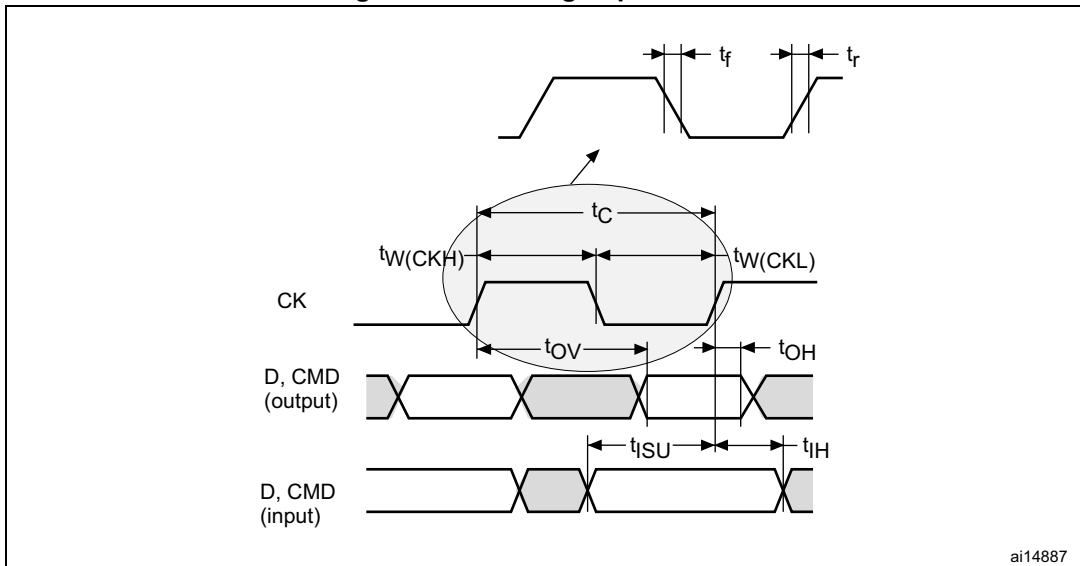 tf
tr
tC
tW(CKH)
tW(CKL)
CK
tOV
tOH
D, CMD
(output)
tISU
tIH
D, CMD
(input)
ai14887